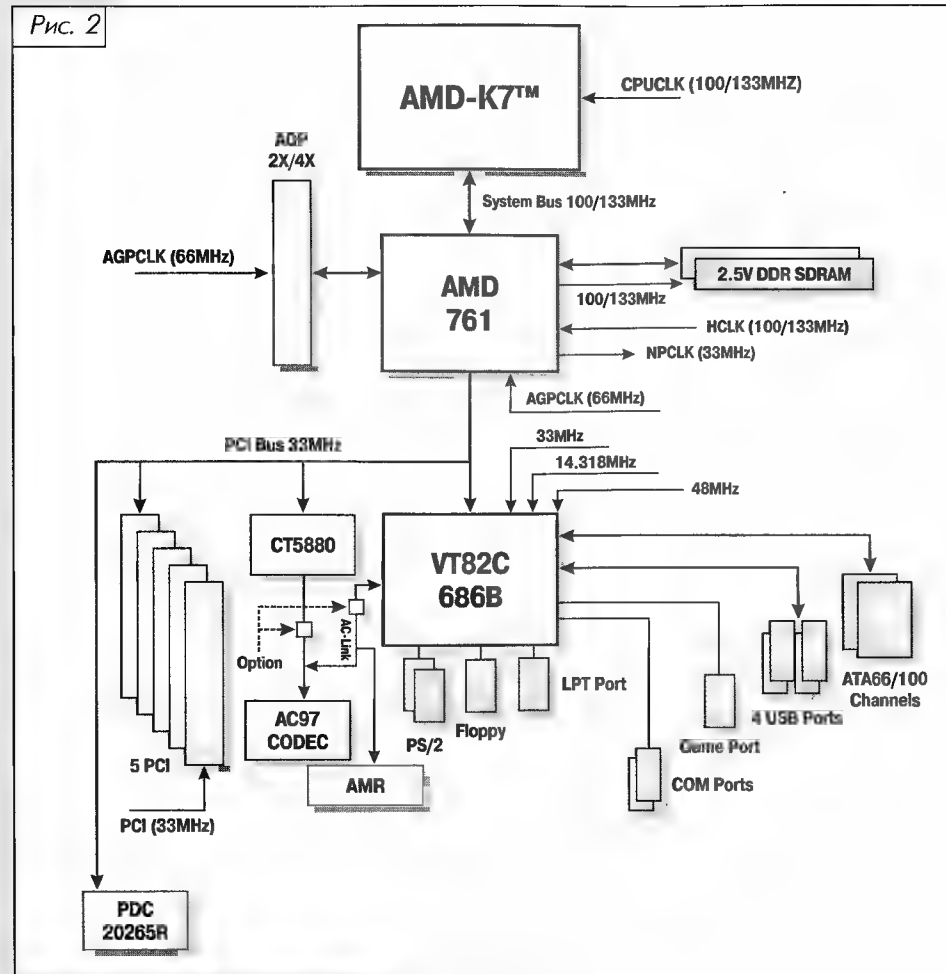 Рис. 2
AMD-K7™
CPUCLK (100/133MHZ)
AGP
2X/4X
System Bus 100/133MHz
AGPCLK (66MHz)
AMD
761
2.5V DDR SDRAM
100/133MHz
HCLK (100/133MHz)
NPCLK (33MHz)
AGPCLK (66MHz)
PCI Bus 33MHz
33MHz
14.318MHz
48MHz
CT5880
VT82C
686B
AC-Link
Option
AC97
CODEC
AMR
5 PCI
PCI (33MHz)
PS/2
Floppy
LPT Port
COM Ports
Game Port
4 USB Ports
ATA66/100
Channels
PDC
20265R